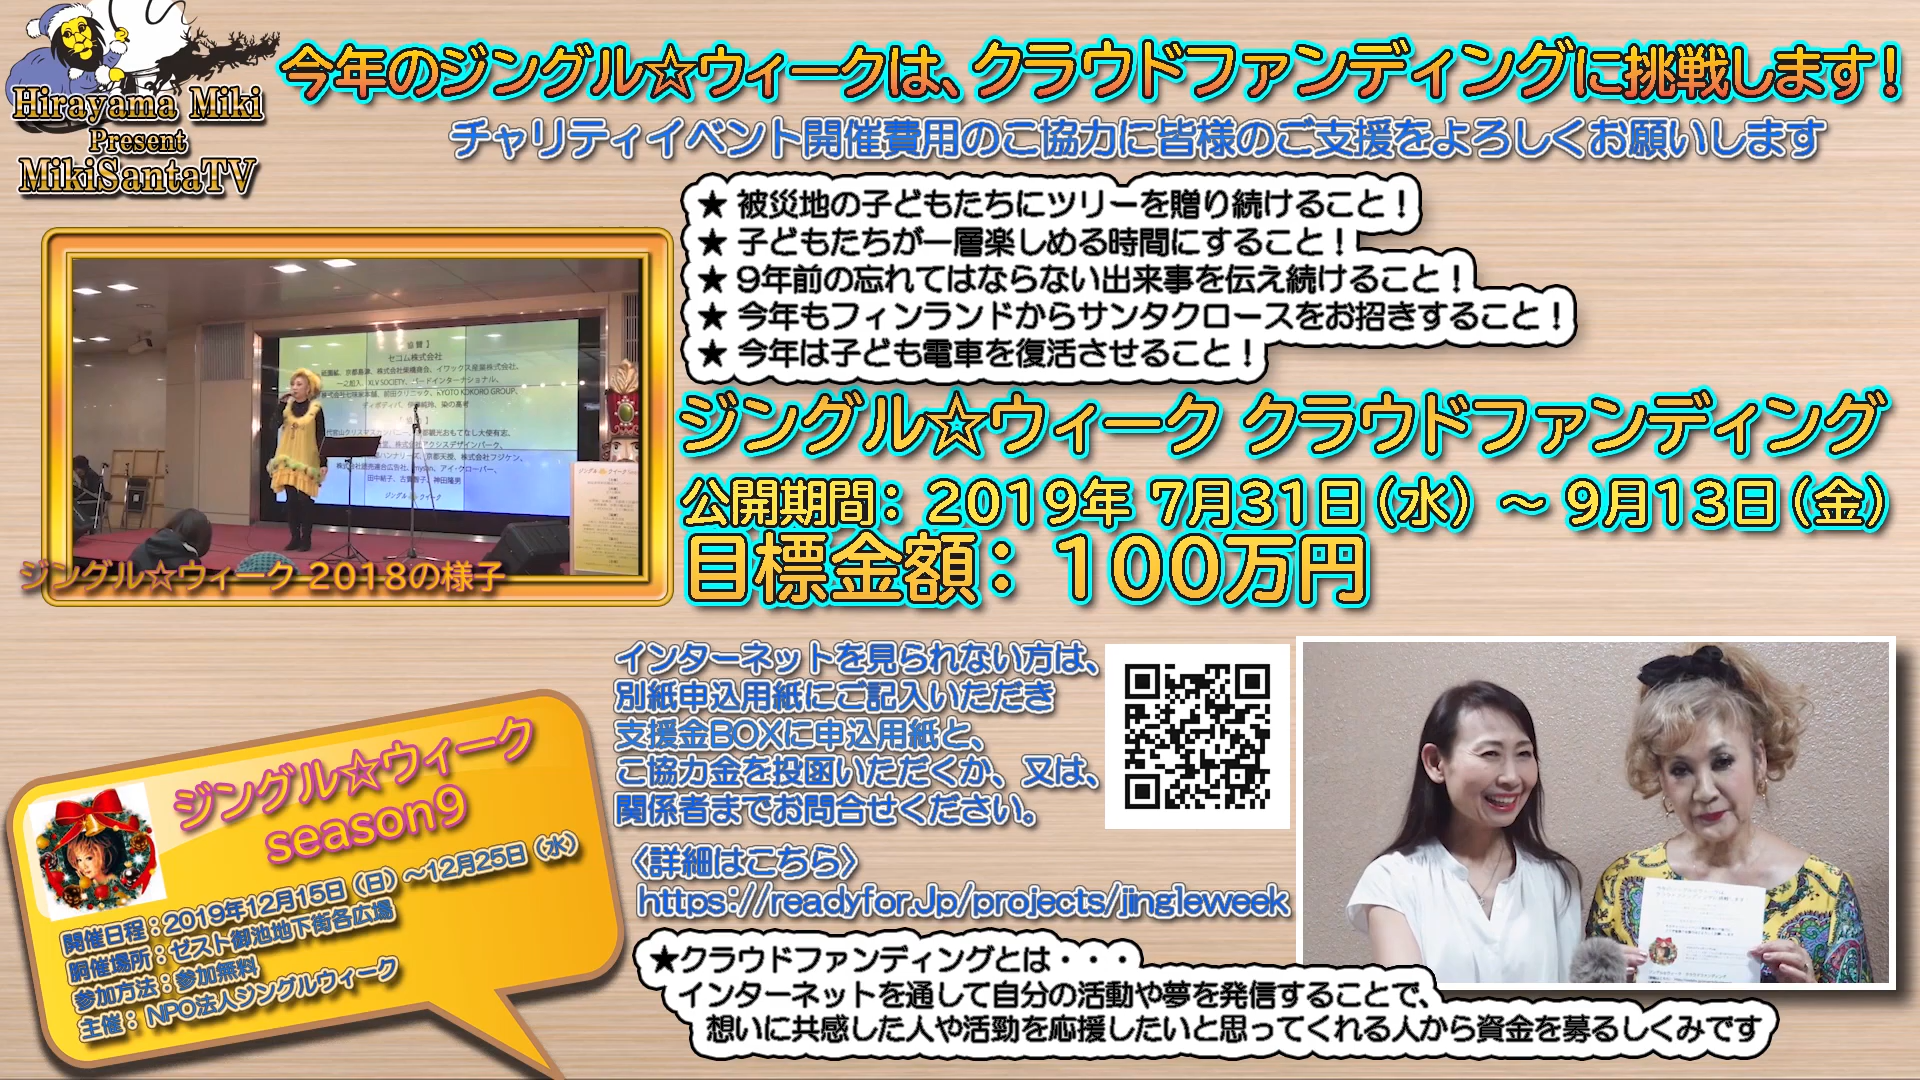 Hirayama Miki
Present
MikiSantaTV
今年のジングル☆ウィークは、クラウドファンディングに挑戦します!
チャリティイベント開催費用のご協力に皆様のご支援をよろしくお願いします
★ 被災地の子どもたちにツリーを贈り続けること!
★ 子どもたちが一層楽しめる時間にすること!
★ 9年前の忘れてはならない出来事を伝え続けること!
★ 今年もフィンランドからサンタクロースをお招きすること!
★ 今年は子ども電車を復活させること!
協賛】
セコム株式会社
ジングル☆ウィーク
ジングル☆ウィーク 2018の様子
ジングル☆ウィーク クラウドファンディング
公開期間: 2019年 7月31日(水) ~ 9月13日(金)
目標金額: 100万円
インターネットを見られない方は、
別紙申込用紙にご記入いただき
支援金BOXに申込用紙と、
ご協力金を投函いただくか、又は、
関係者までお問合せください。
〈詳細はこちら〉
https://readyfor.Jp/projects/jingleweek
ジングル☆ウィーク
season9
開催日程:2019年12月15日(日)~12月25日(水)
開催場所:ゼスト御池地下街各広場
参加方法:参加無料
主催: NPO法人ジングルウィーク
★クラウドファンディングとは・・・
インターネットを通して自分の活動や夢を発信することで、
想いに共感した人や活動を応援したいと思ってくれる人から資金を募るしくみです